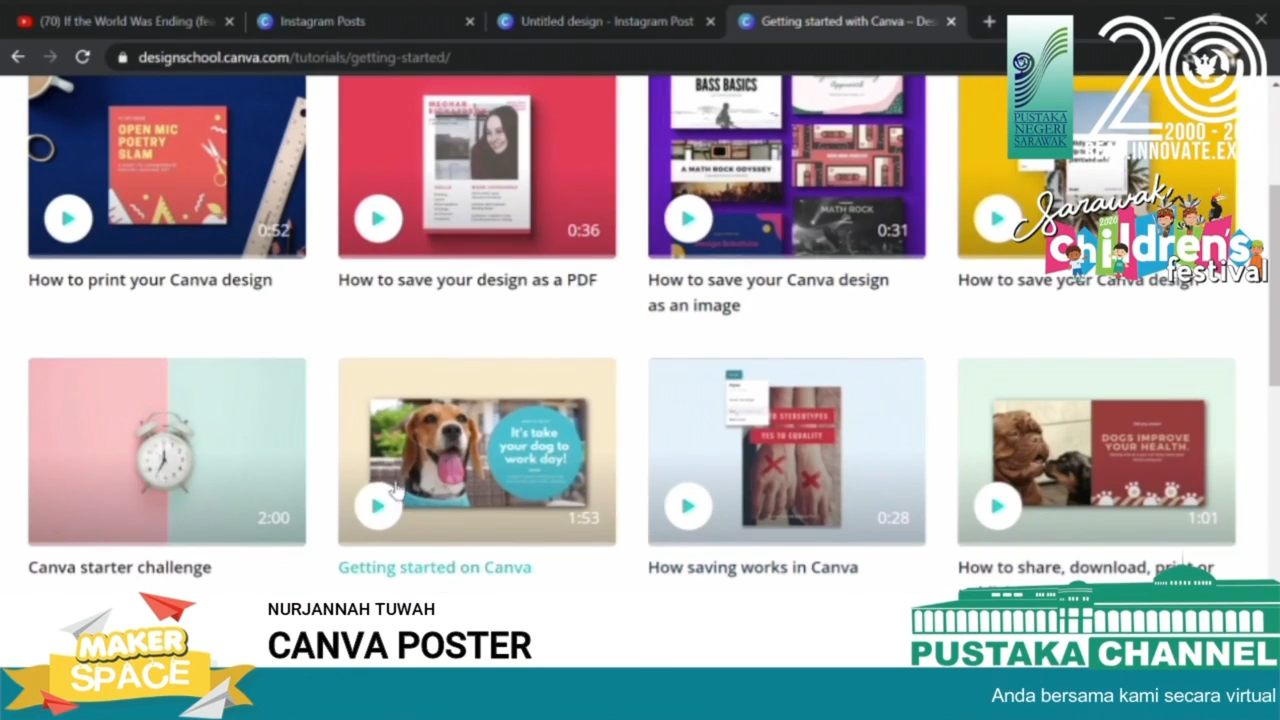 (70) If the World Was Ending (fea
Instagram Posts
Untitled design - Instagram Post
Getting started with Canva – Des
designschool.canva.com/tutorials/getting-started/
PUSTAKA
NEGERI
SARAWAK
20
2000 - 2
INNOVATE.EX
Sarawak
2020
children's
festival
OPEN MIC
POETRY
SLAM
0:52
0:36
BASS BASICS
A MATH ROCK ODYSSEY
MATH ROCK
0:31
How to print your Canva design
How to save your design as a PDF
How to save your Canva design
as an image
How to save your Canva design
2:00
It's take
your dog to
work day!
1:53
YES TO EQUALITY
0:28
DOGS IMPROVE
YOUR HEALTH.
1:01
Canva starter challenge
Getting started on Canva
How saving works in Canva
How to share, download, print or
MAKER
SPACE
NURJANNAH TUWAH
CANVA POSTER
PUSTAKA CHANNEL
Anda bersama kami secara virtual